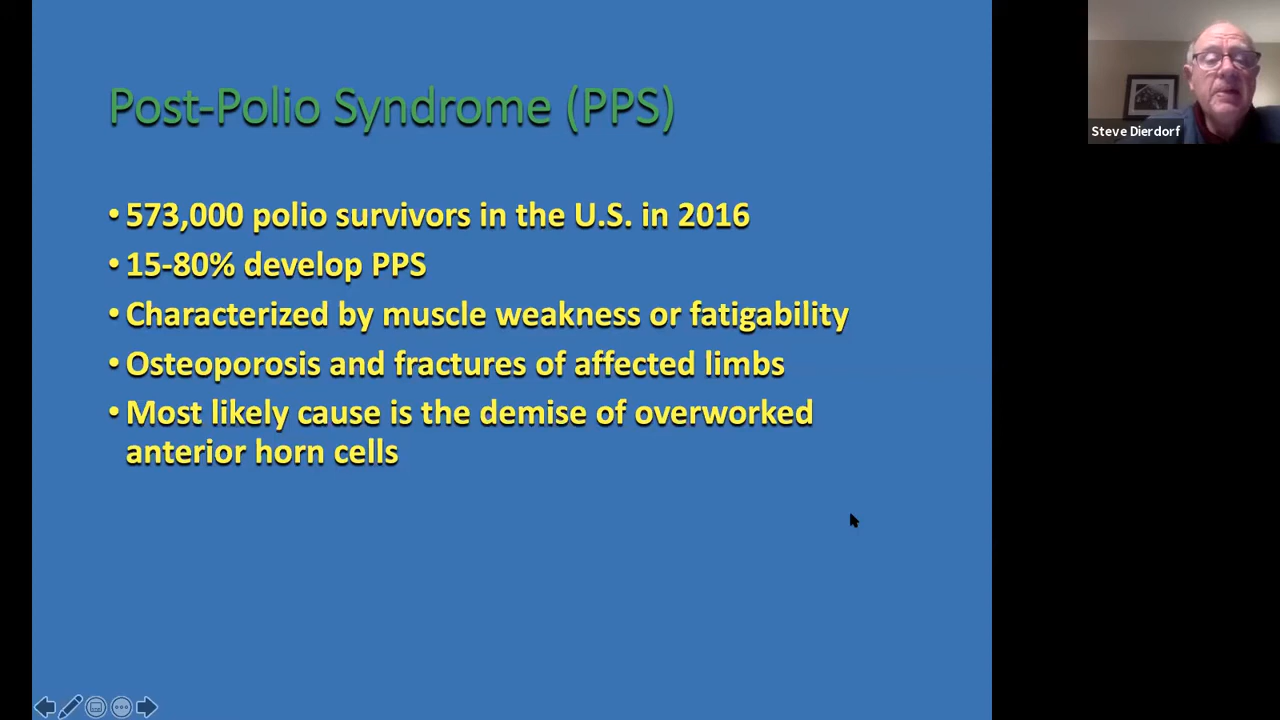 Post-Polio Syndrome (PPS)
• 573,000 polio survivors in the U.S. in 2016
• 15-80% develop PPS
• Characterized by muscle weakness or fatigability
• Osteoporosis and fractures of affected limbs
• Most likely cause is the demise of overworked
anterior horn cells
Steve Dierdorf